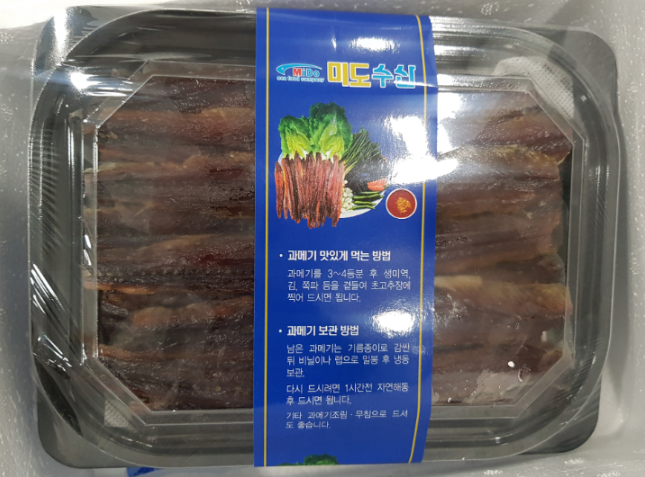 MiDo
sea food company
미도수산
• 과메기 맛있게 먹는 방법
과메기를 3~4등분 후 생미역,
김, 쪽파 등을 곁들여 초고추장에
찍어 드시면 됩니다.
• 과메기 보관 방법
남은 과메기는 기름종이로 감싼
뒤 비닐이나 랩으로 밀봉 후 냉동
보관.
다시 드시려면 1시간전 자연해동
후 드시면 됩니다.
기타 과메기조림·무침으로 드셔
도 좋습니다.